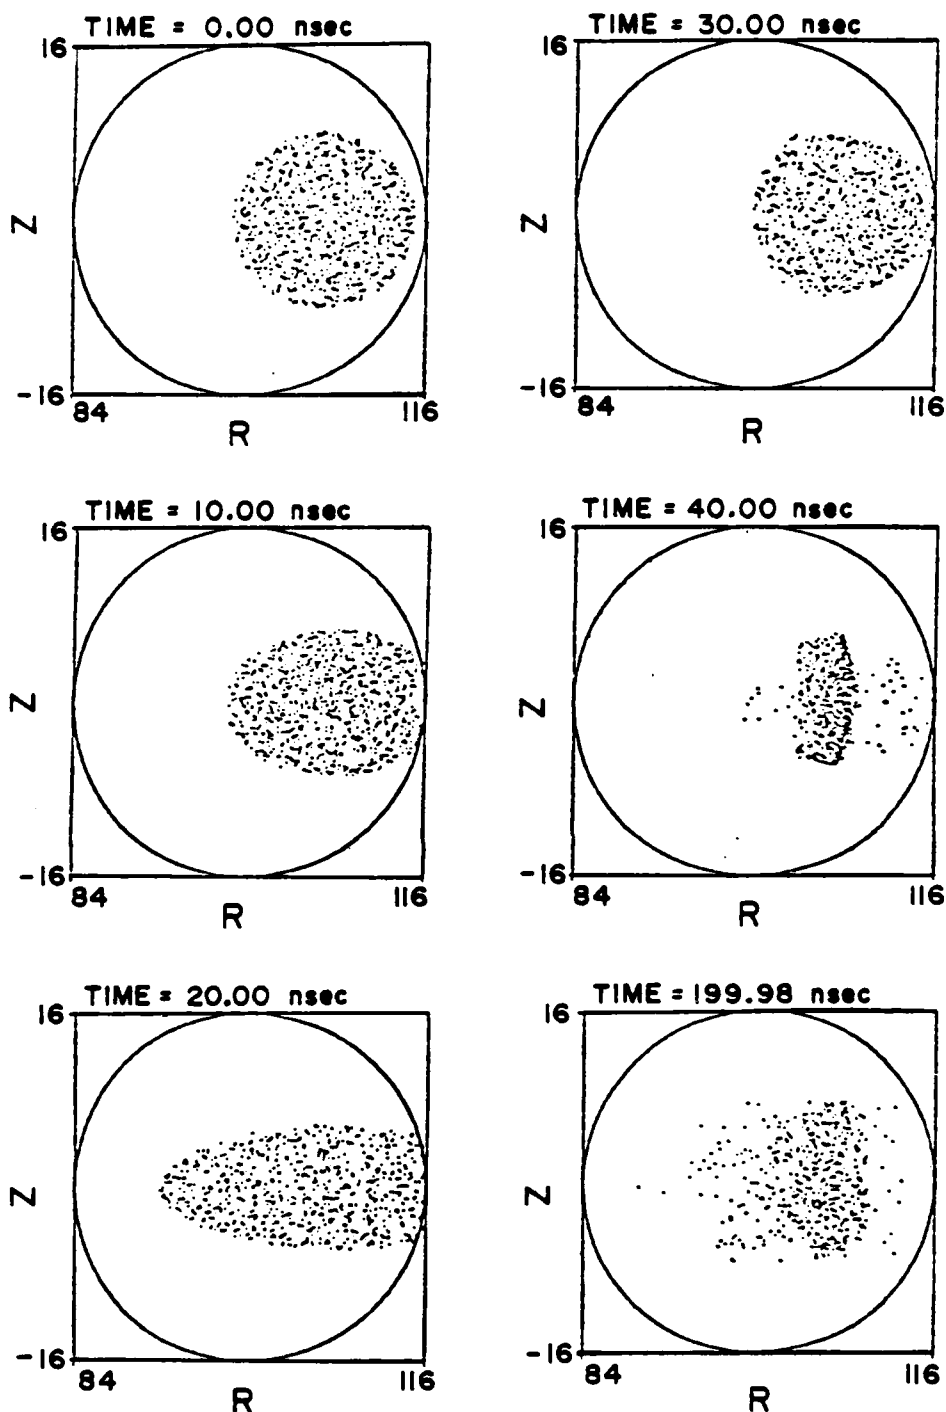 TIME = 0.00 nsec
16
Z
-16
84 116
R
TIME = 10.00 nsec
16
Z
-16
84 116
R
TIME = 20.00 nsec
16
Z
-16
84 116
R
TIME = 30.00 nsec
16
Z
-16
84 116
R
TIME = 40.00 nsec
16
Z
-16
84 116
R
TIME = 199.98 nsec
16
Z
-16
84 116
R